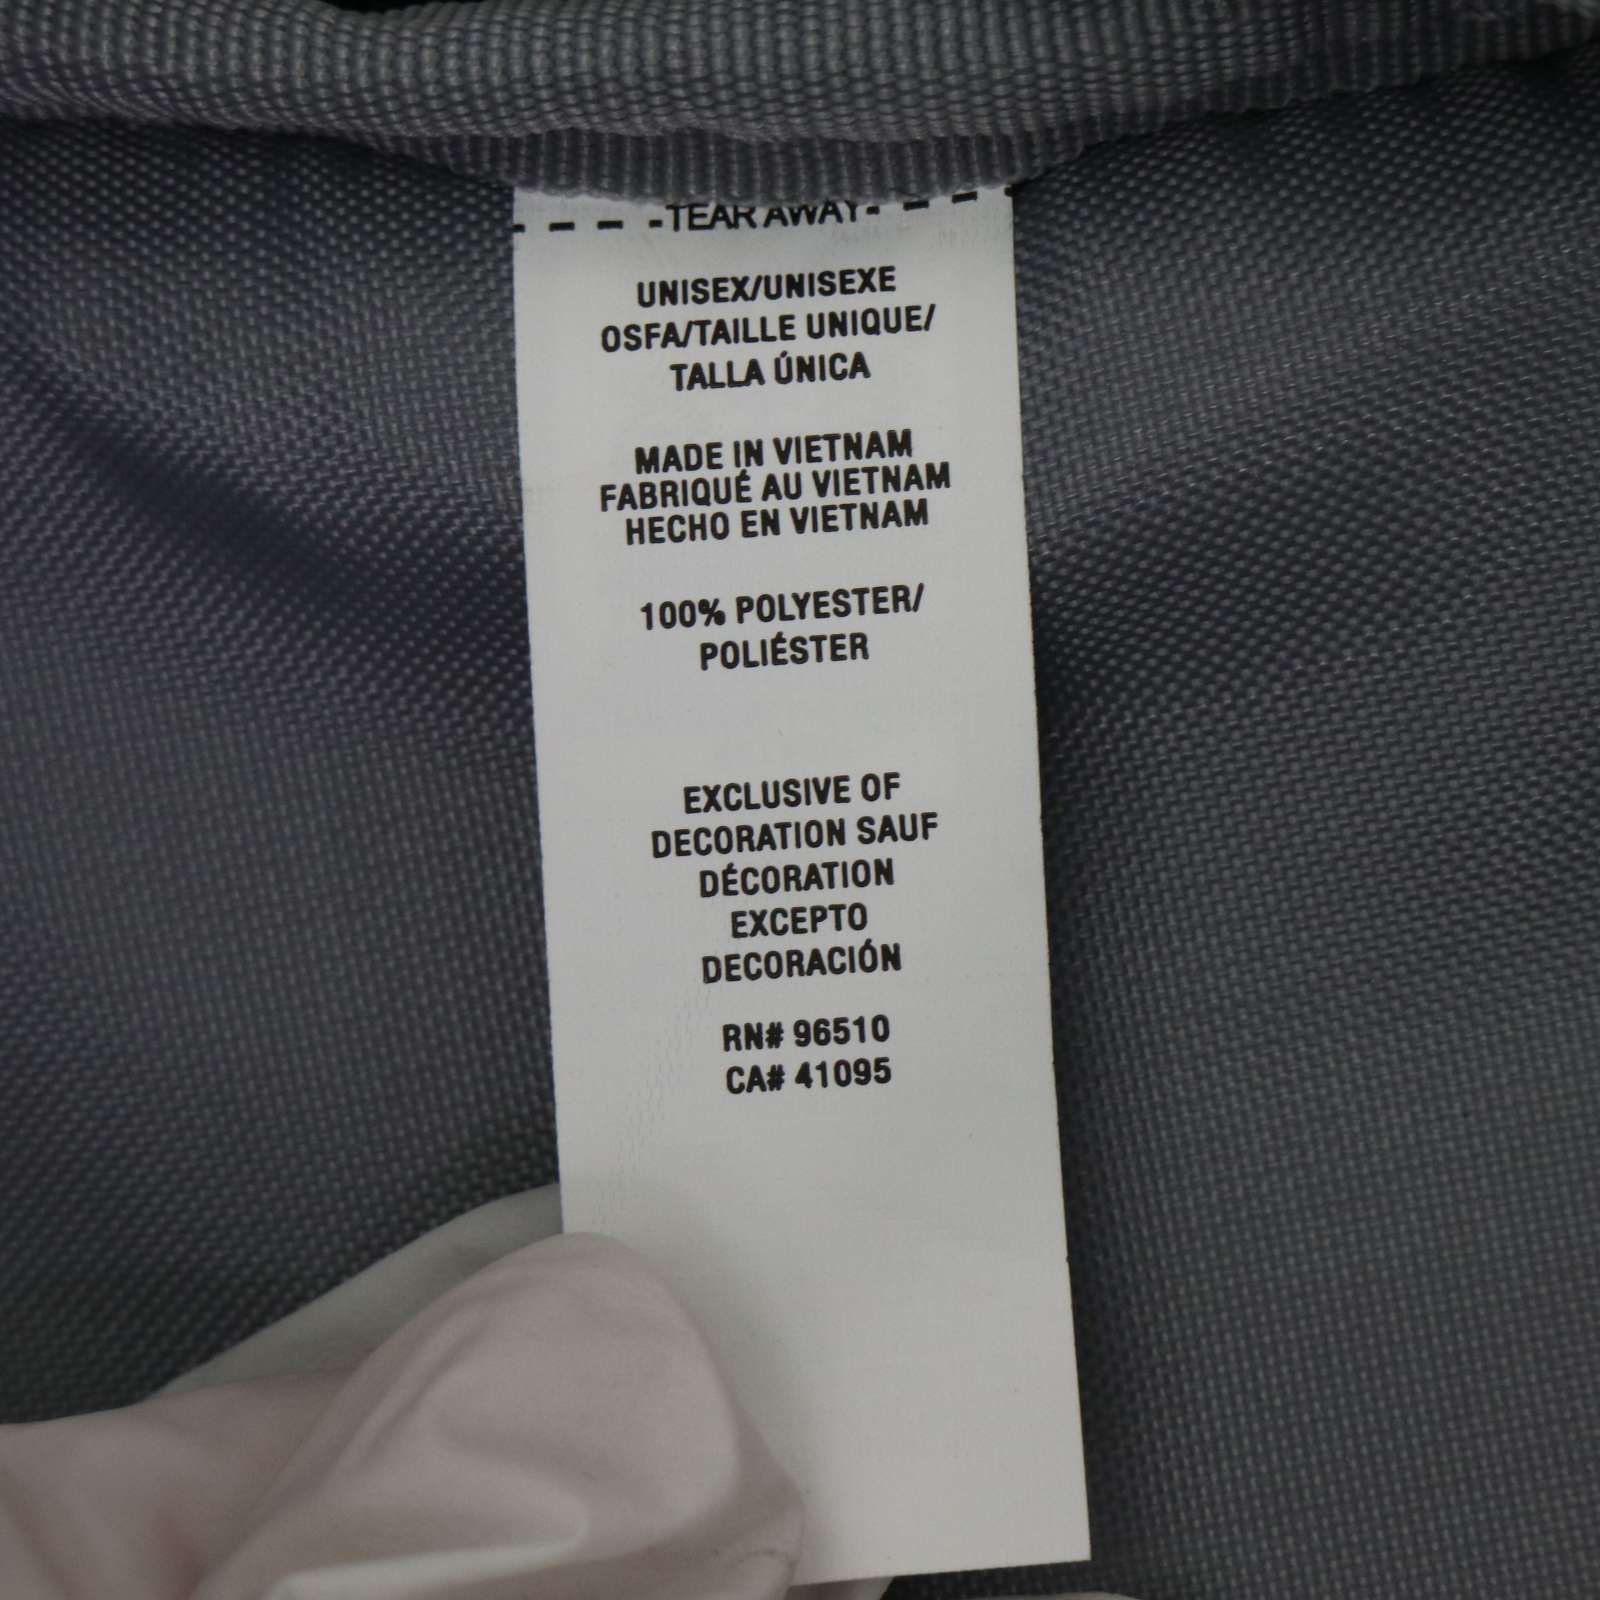 -TEAR AWAY-
UNISEX/UNISEXE
OSFA/TAILLE UNIQUE/
TALLA ÚNICA
MADE IN VIETNAM
FABRIQUÉ AU VIETNAM
HECHO EN VIETNAM
100% POLYESTER/
POLIÉSTER
EXCLUSIVE OF
DECORATION SAUF
DÉCORATION
EXCEPTO
DECORACIÓN
RN# 96510
CA# 41095